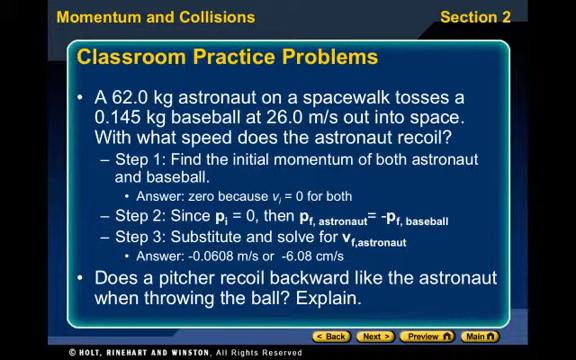 Momentum and Collisions
Section 2
Classroom Practice Problems
• A 62.0 kg astronaut on a spacewalk tosses a
0.145 kg baseball at 26.0 m/s out into space.
With what speed does the astronaut recoil?
– Step 1: Find the initial momentum of both astronaut
and baseball.
• Answer: zero because vi = 0 for both
– Step 2: Since pi = 0, then pf, astronaut= -pf, baseball
– Step 3: Substitute and solve for vf,astronaut
• Answer: -0.0608 m/s or -6.08 cm/s
• Does a pitcher recoil backward like the astronaut
when throwing the ball? Explain.
< Back Next > Preview Main
© HOLT, RINEHART AND WINSTON, All Rights Reserved